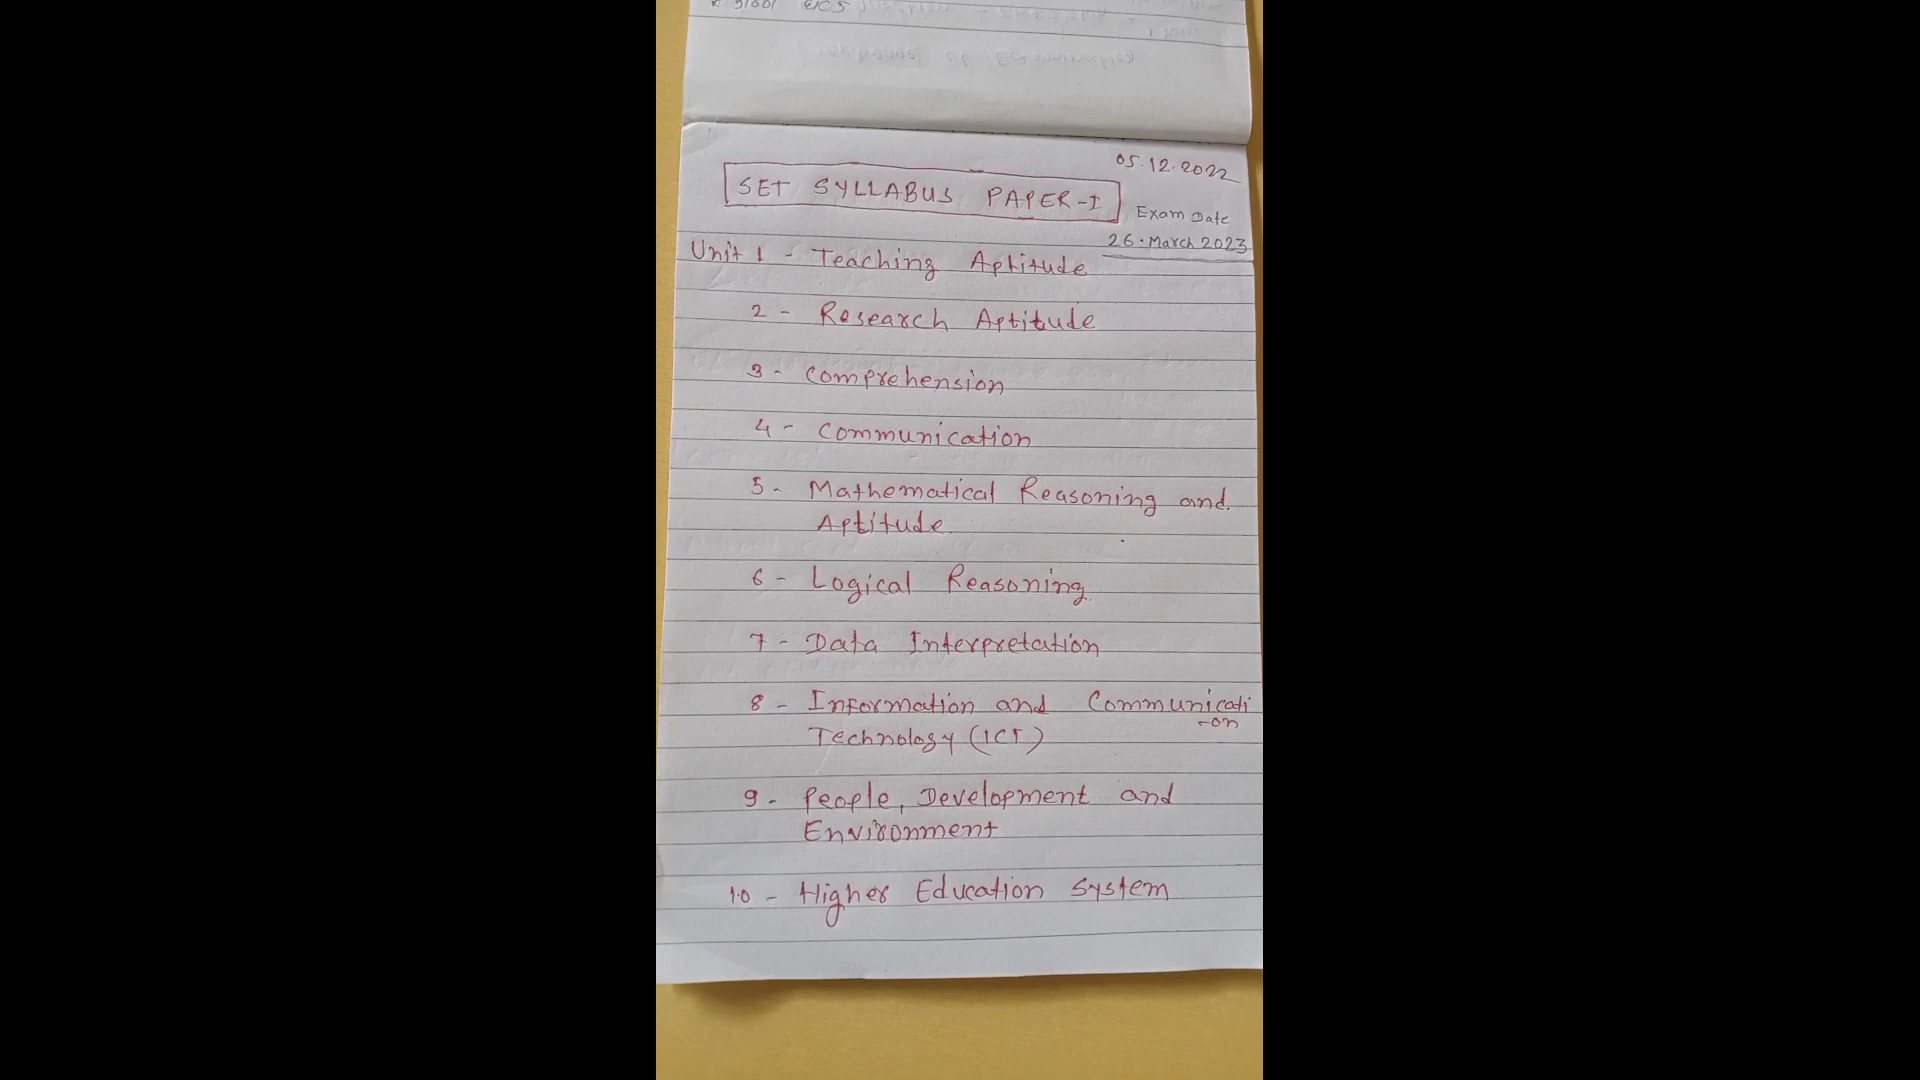 05.12.2022
SET SYLLABUS PAPER-I
Exam Date
26. March 2023
Unit 1 - Teaching Aptitude
2 - Research Aptitude
3 - Comprehension
4 - Communication
5 - Mathematical Reasoning and
Aptitude
6 - Logical Reasoning
7 - Data Interpretation
8 - Information and Communicati
-on
Technology (ICT)
9 - People, Development and
Environment
10 - Higher Education System